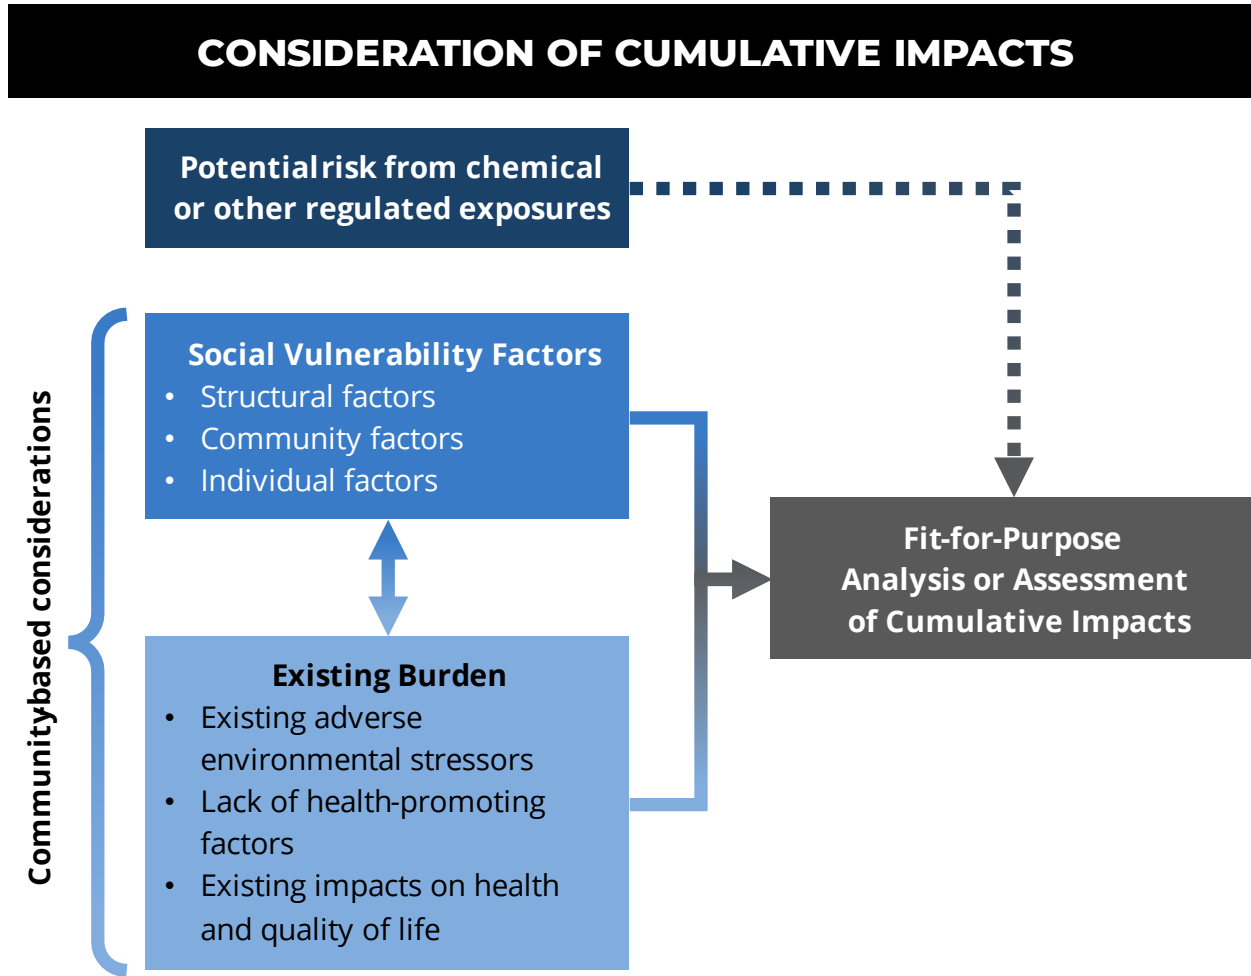 CONSIDERATION OF CUMULATIVE IMPACTS
Potential risk from chemical
or other regulated exposures
Communitybased considerations
Social Vulnerability Factors
• Structural factors
• Community factors
• Individual factors
Existing Burden
• Existing adverse
environmental stressors
• Lack of health-promoting
factors
• Existing impacts on health
and quality of life
Fit-for-Purpose
Analysis or Assessment
of Cumulative Impacts